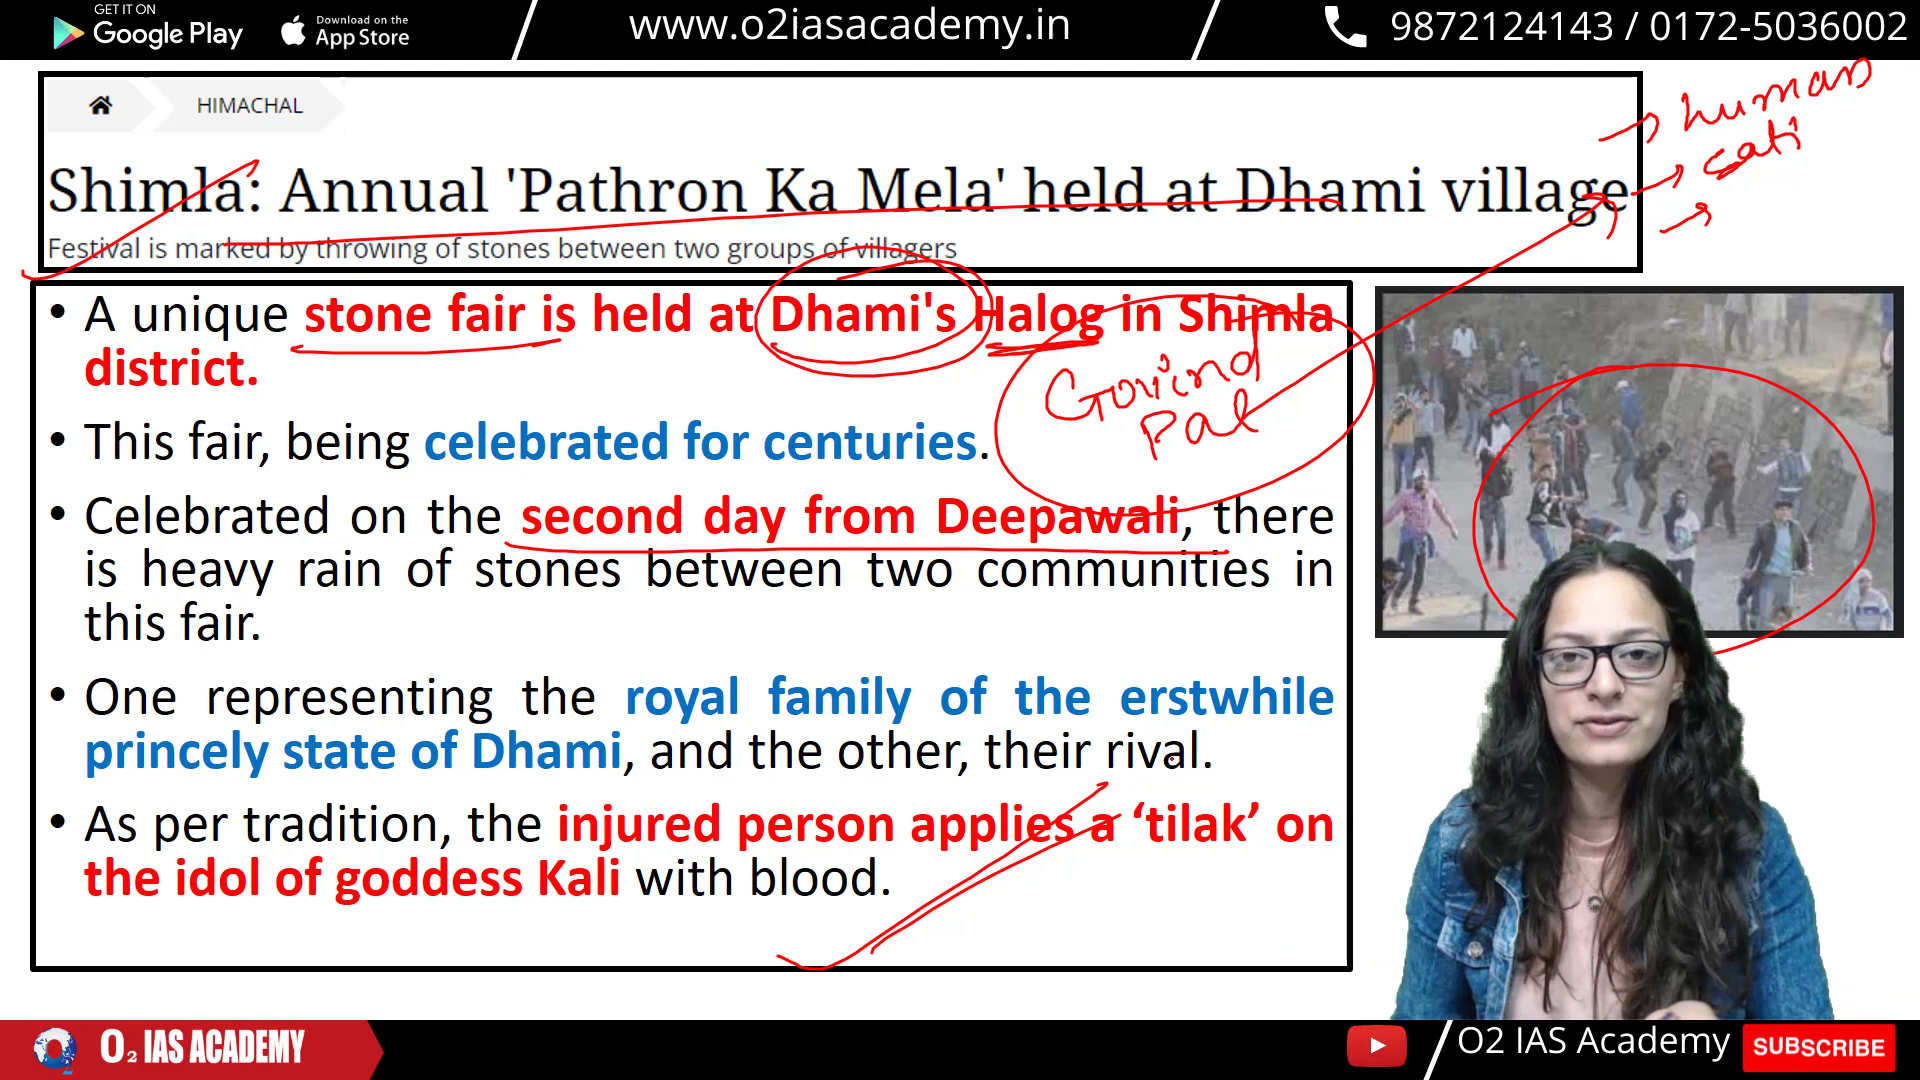 GET IT ON
Google Play
Download on the
App Store
www.o2iasacademy.in
9872124143 / 0172-5036002
HIMACHAL
Shimla: Annual 'Pathron Ka Mela' held at Dhami village
Festival is marked by throwing of stones between two groups of villagers
human
sati
• A unique stone fair is held at Dhami's Halog in Shimla
district.
Govind
Pal
• This fair, being celebrated for centuries.
• Celebrated on the second day from Deepawali, there
is heavy rain of stones between two communities in
this fair.
• One representing the royal family of the erstwhile
princely state of Dhami, and the other, their rival.
• As per tradition, the injured person applies a ‘tilak’ on
the idol of goddess Kali with blood.
O2 IAS ACADEMY
O2 IAS Academy
SUBSCRIBE